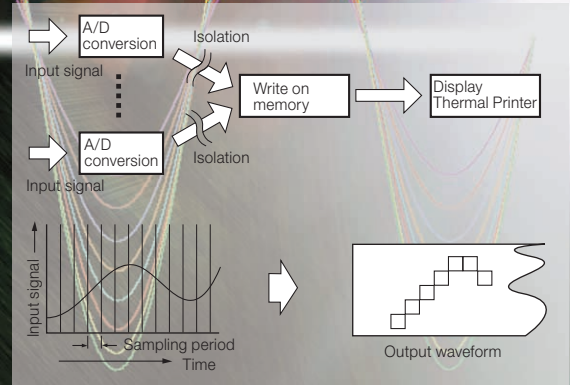 A/D
conversion
Isolation
Input signal
Write on
memory
Display
Thermal Printer
A/D
conversion
Isolation
Input signal
Input signal
Sampling period
Time
Output waveform